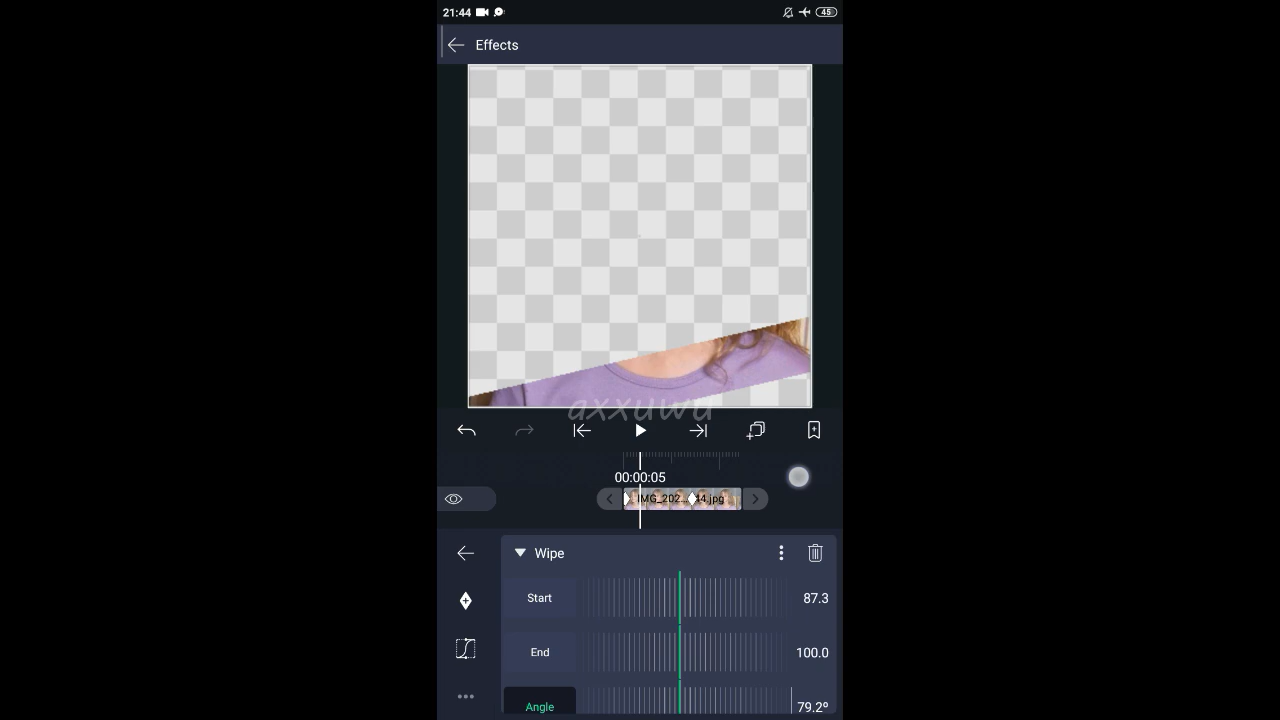 21:44
45
Effects
axxuwu
00:00:05
IMG_202...44.jpg
Wipe
Start
87.3
End
100.0
Angle
79.2º